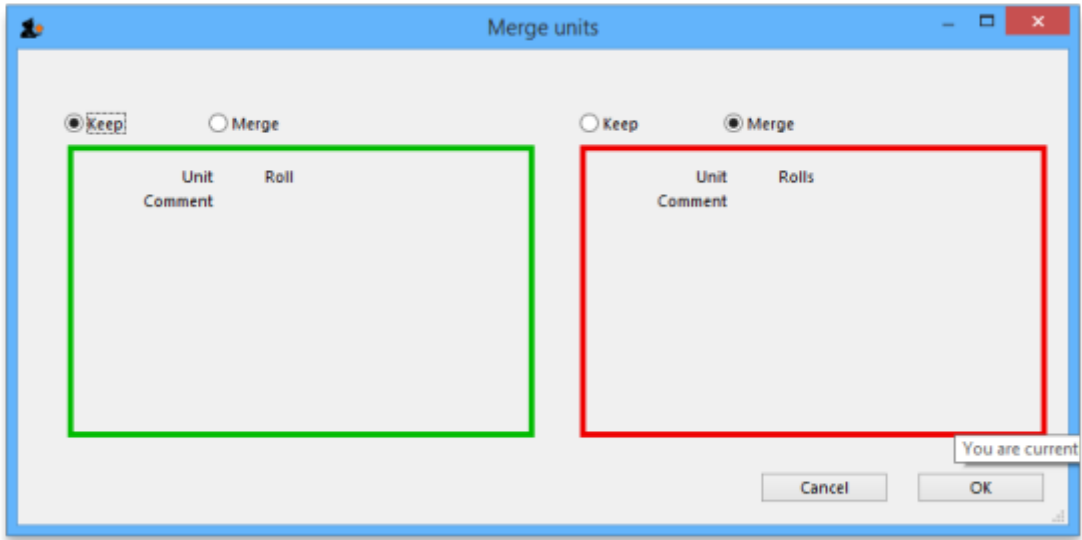 Merge units
Keep Merge Keep Merge
Unit Roll Unit Rolls
Comment Comment
You are current
Cancel OK